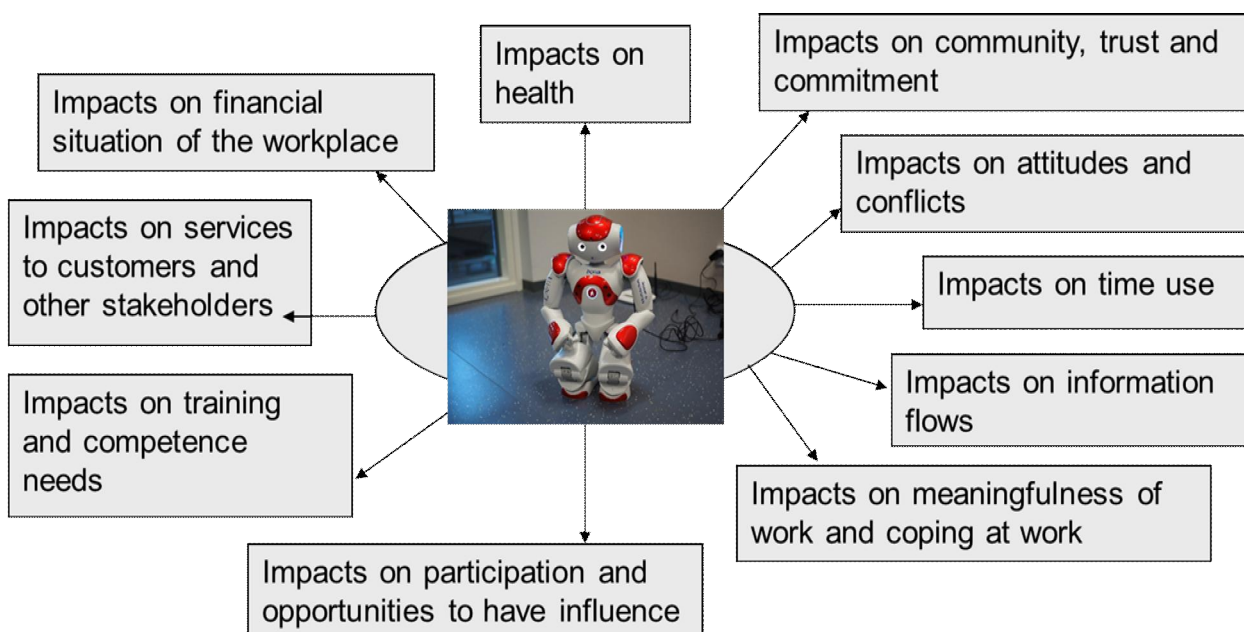 Impacts on
health
Impacts on community, trust and
commitment
Impacts on financial
situation of the workplace
Impacts on attitudes and
conflicts
Impacts on services
to customers and
other stakeholders
Impacts on time use
Impacts on training
and competence
needs
Impacts on information
flows
Impacts on meaningfulness of
work and coping at work
Impacts on participation and
opportunities to have influence